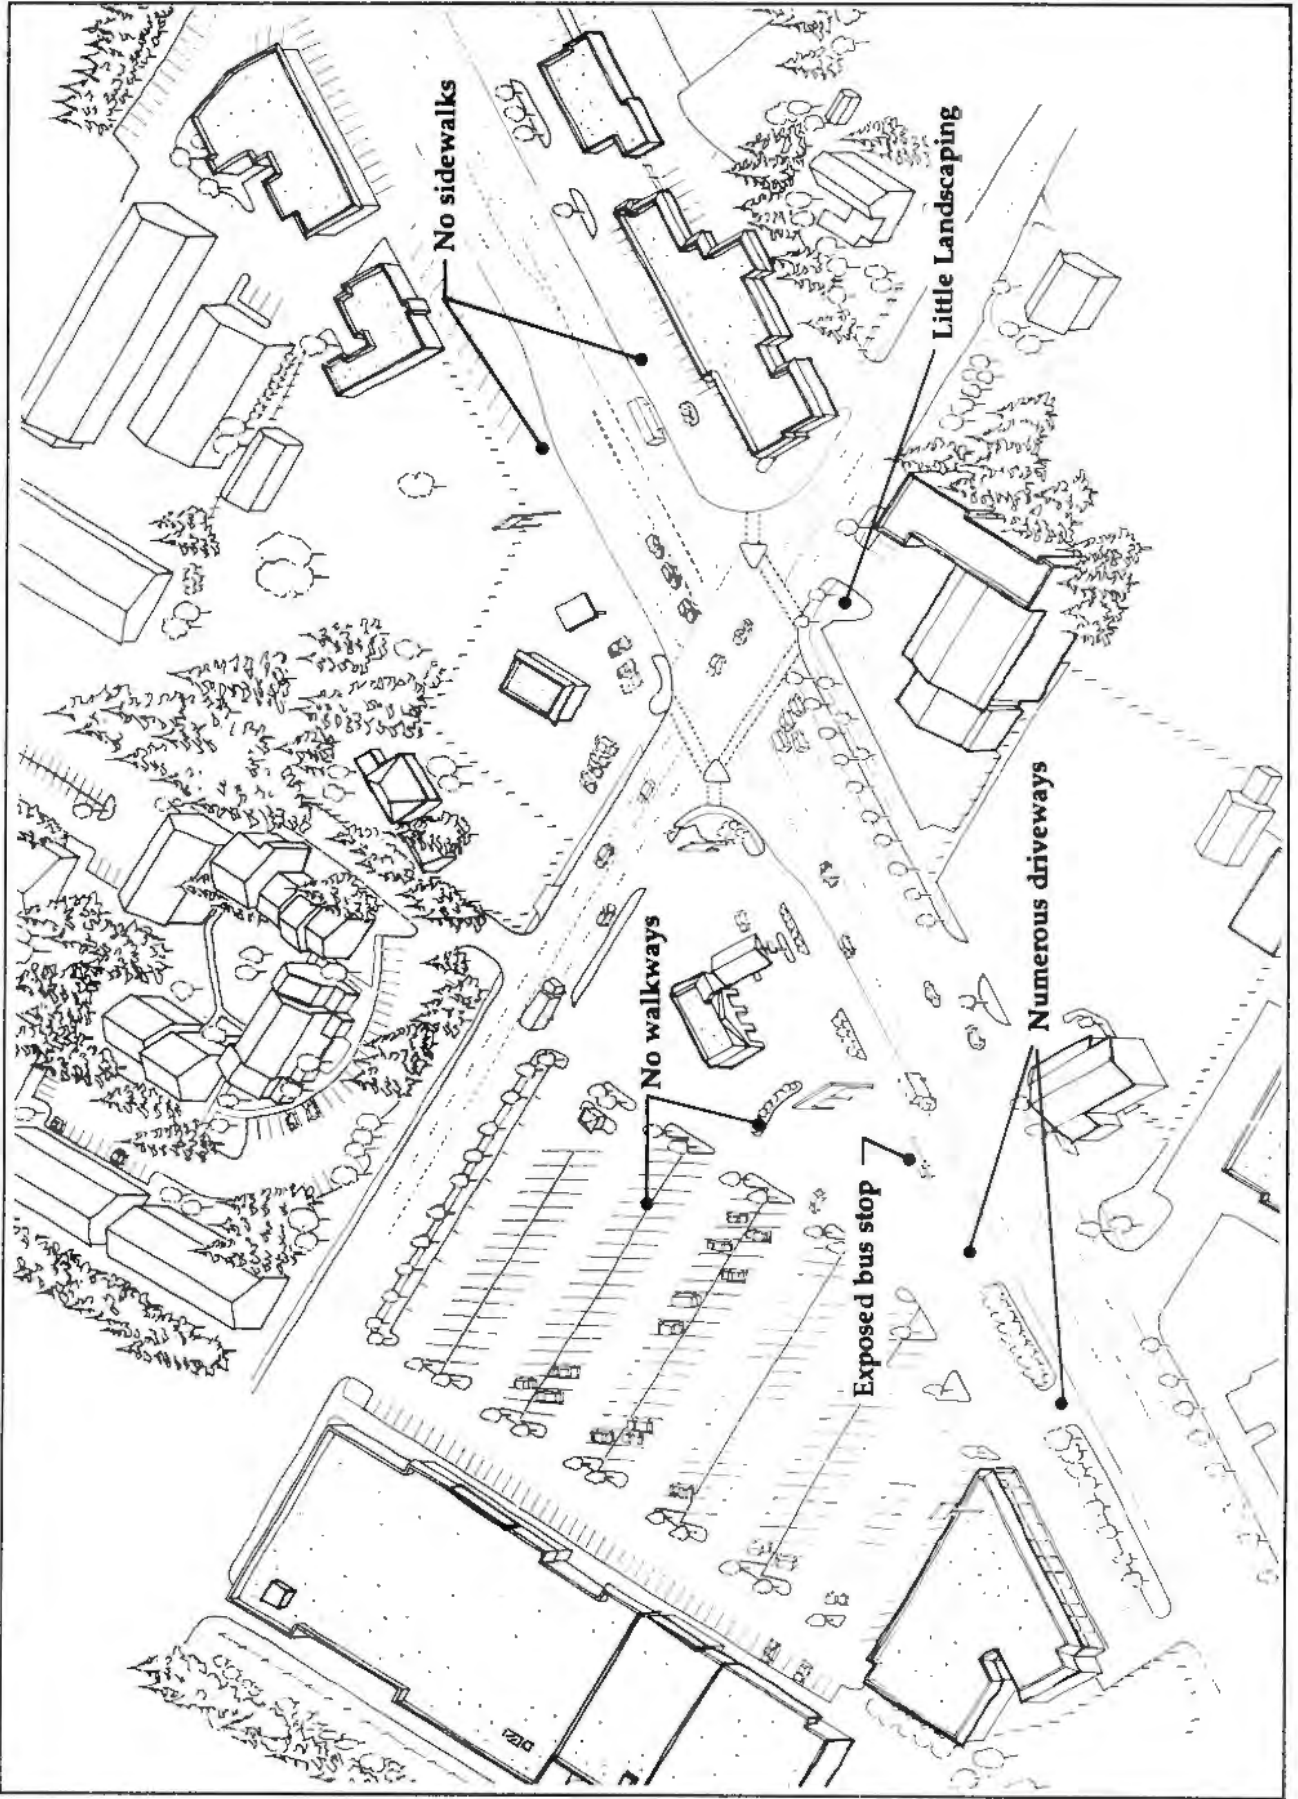 No sidewalks
No walkways
Exposed bus stop
Little Landscaping
Numerous driveways